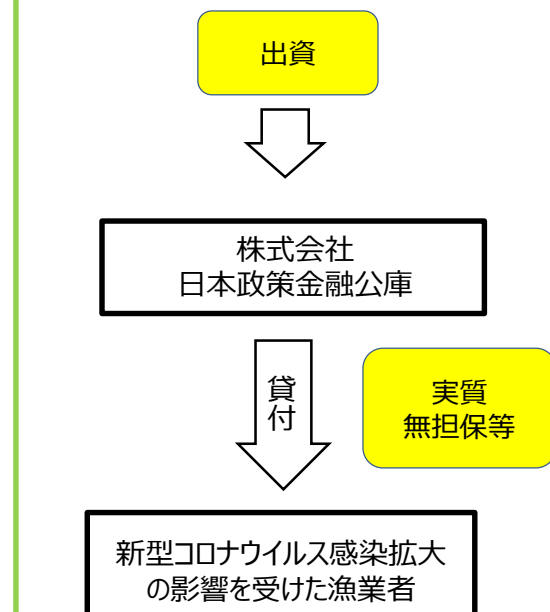 出資
株式会社
日本政策金融公庫
貸付
実質
無担保等
新型コロナウイルス感染拡大
の影響を受けた漁業者